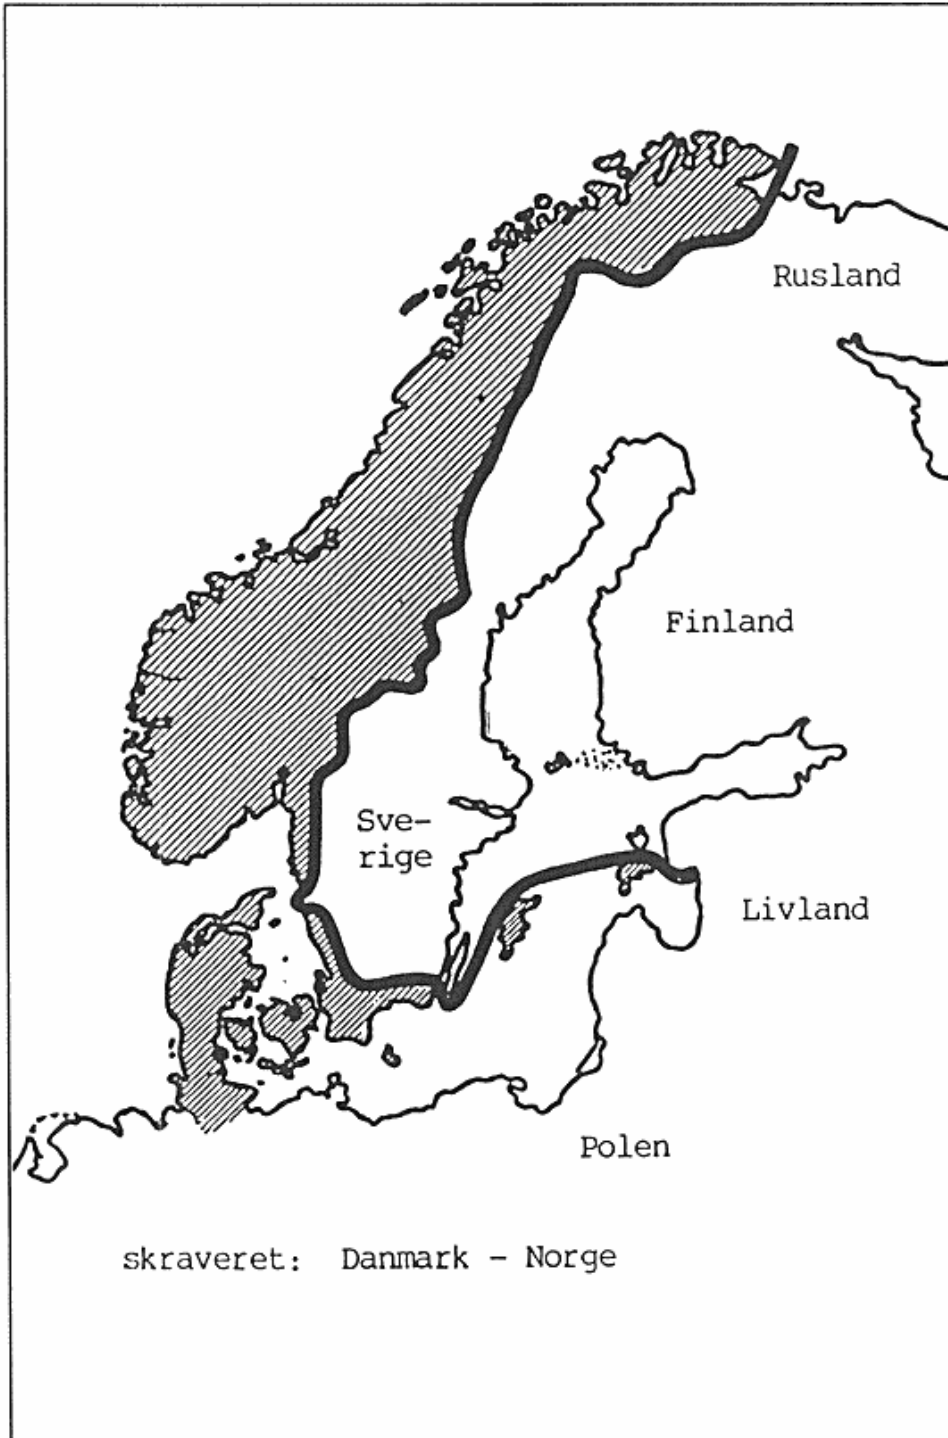 Rusland
Finland
Sve-
rige
Livland
Polen
skraveret: Danmark - Norge